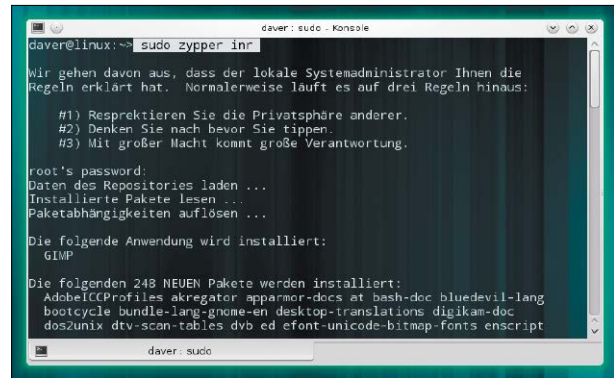 daver : sudo - Konsole
daver@linux:~> sudo zypper inr
Wir gehen davon aus, dass der lokale Systemadministrator Ihnen die
Regeln erklärt hat.  Normalerweise läuft es auf drei Regeln hinaus:
#1) Resprektieren Sie die Privatsphäre anderer.
#2) Denken Sie nach bevor Sie tippen.
#3) Mit großer Macht kommt große Verantwortung.
root's password:
Daten des Repositories laden ...
Installierte Pakete lesen ...
Paketabhängigkeiten auflösen ...
Die folgende Anwendung wird installiert:
GIMP
Die folgenden 248 NEUEN Pakete werden installiert:
AdobeICCProfiles akregator apparmor-docs at bash-doc bluedevil-lang
bootcycle bundle-lang-gnome-en desktop-translations digikam-doc
dos2unix dtv-scan-tables dvb ed efont-unicode-bitmap-fonts enscript
daver : sudo